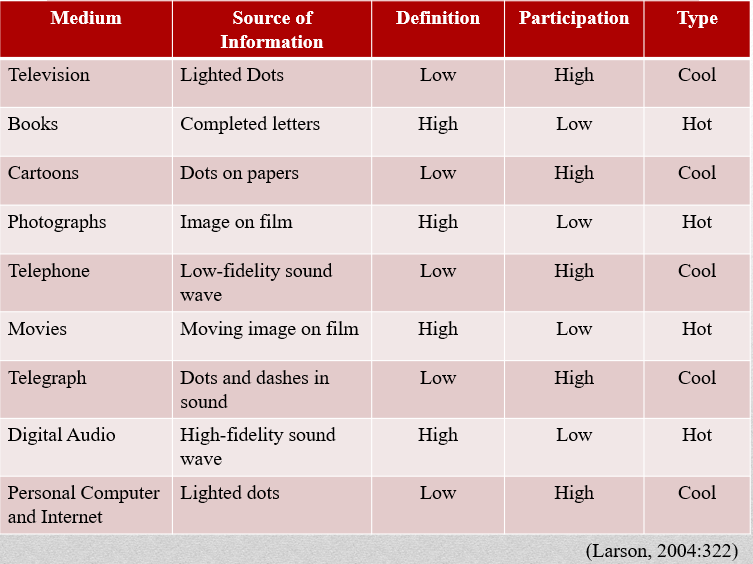 Medium Source of Information Definition Participation Type
Television Lighted Dots Low High Cool
Books Completed letters High Low Hot
Cartoons Dots on papers Low High Cool
Photographs Image on film High Low Hot
Telephone Low-fidelity sound wave Low High Cool
Movies Moving image on film High Low Hot
Telegraph Dots and dashes in sound Low High Cool
Digital Audio High-fidelity sound wave High Low Hot
Personal Computer and Internet Lighted dots Low High Cool
(Larson, 2004:322)